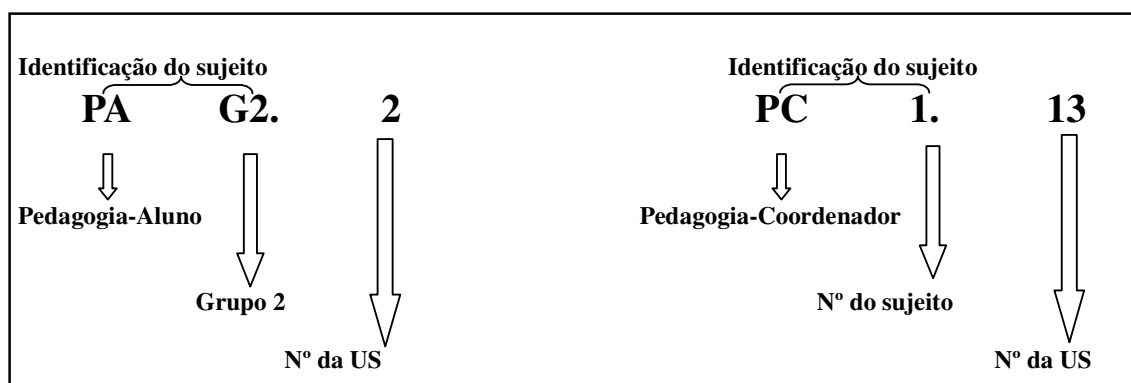 Identificação do sujeito
Identificação do sujeito
PA G2. 2
PC 1. 13
Pedagogia-Aluno
Pedagogia-Coordenador
Grupo 2
Nº do sujeito
Nº da US
Nº da US